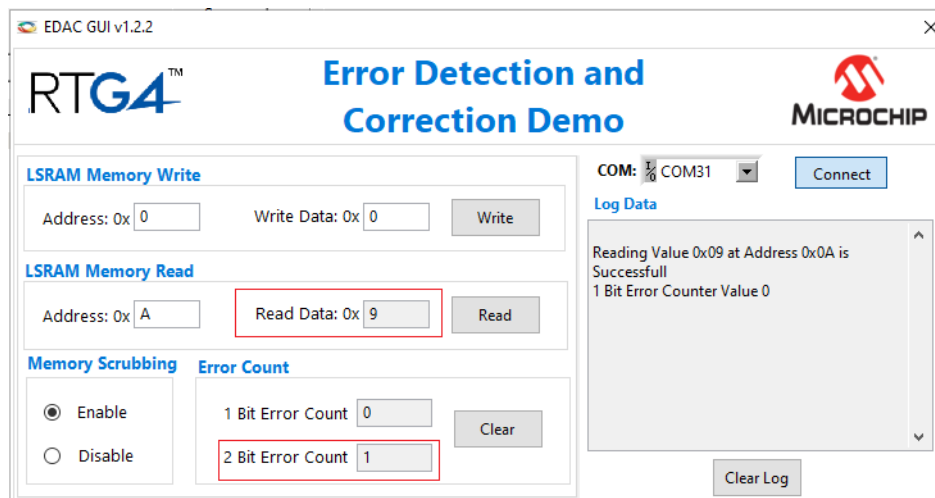 EDAC GUI v1.2.2
RTG4™
Error Detection and
Correction Demo
MICROCHIP
LSRAM Memory Write
Address: 0x 0
Write Data: 0x 0
Write
LSRAM Memory Read
Address: 0x A
Read Data: 0x 9
Read
Memory Scrubbing
Enable
Disable
Error Count
1 Bit Error Count 0
2 Bit Error Count 1
Clear
COM: I/O COM31
Connect
Log Data
Reading Value 0x09 at Address 0x0A is
Successfull
1 Bit Error Counter Value 0
Clear Log